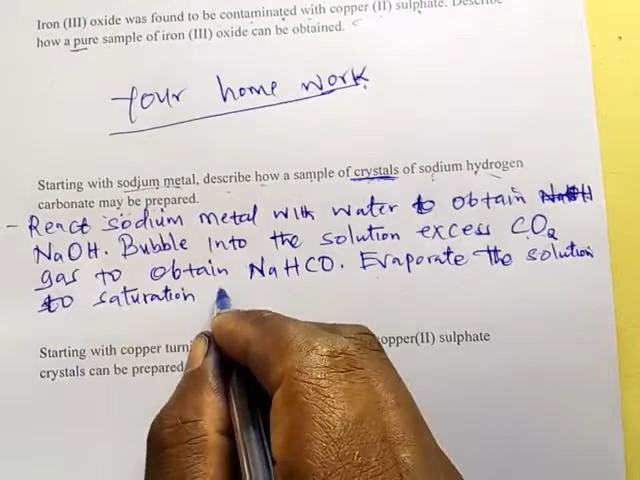 Iron (III) oxide was found to be contaminated with copper (II) sulphate. Describe
how a pure sample of iron (III) oxide can be obtained.
Your home work
Starting with sodium metal, describe how a sample of crystals of sodium hydrogen
carbonate may be prepared.
- React sodium metal with water to obtain
NaOH. Bubble into the solution excess CO2
gas to obtain NaHCO. Evaporate the solution
to saturation
Starting with copper turni opper(II) sulphate
crystals can be prepared